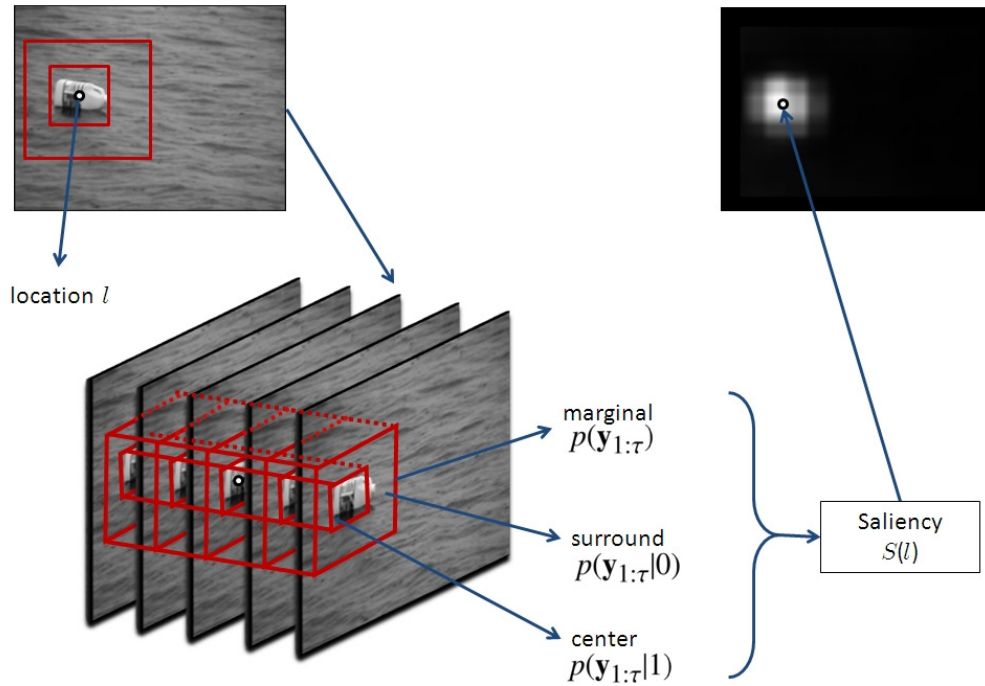 location l
marginal
p(y₁:τ)
surround
p(y₁:τ|0)
center
p(y₁:τ|1)
Saliency
S(l)